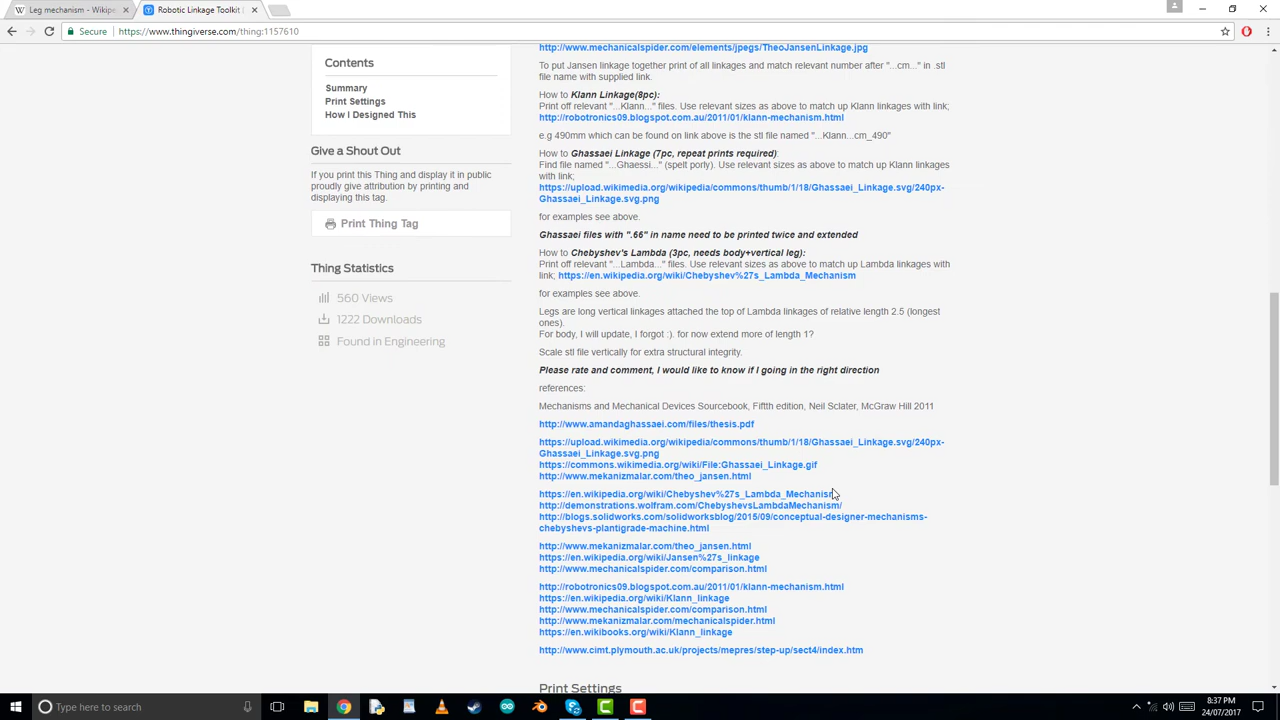 Leg mechanism - Wikipe
Robotic Linkage Toolkit (
Secure
https://www.thingiverse.com/thing:1157610
Contents
Summary
Print Settings
How I Designed This
Give a Shout Out
If you print this Thing and display it in public
proudly give attribution by printing and
displaying this tag.
Print Thing Tag
Thing Statistics
560 Views
1222 Downloads
Found in Engineering
http://www.mechanicalspider.com/elements/jpegs/TheoJansenLinkage.jpg
To put Jansen linkage together print of all linkages and match relevant number after "...cm..." in .stl
file name with supplied link.
How to Klann Linkage(8pc):
Print off relevant "...Klann..." files. Use relevant sizes as above to match up Klann linkages with link;
http://robotronics09.blogspot.com.au/2011/01/klann-mechanism.html
e.g 490mm which can be found on link above is the stl file named "...Klann...cm_490"
How to Ghassaei Linkage (7pc, repeat prints required).
Find file named "...Ghaessi..." (spelt porly). Use relevant sizes as above to match up Klann linkages
with link;
https://upload.wikimedia.org/wikipedia/commons/thumb/1/18/Ghassaei_Linkage.svg/240px-
Ghassaei_Linkage.svg.png
for examples see above.
Ghassaei files with ".66" in name need to be printed twice and extended
How to Chebyshev's Lambda (3pc, needs body+vertical leg):
Print off relevant "...Lambda..." files. Use relevant sizes as above to match up Lambda linkages with
link; https://en.wikipedia.org/wiki/Chebyshev%27s_Lambda_Mechanism
for examples see above.
Legs are long vertical linkages attached the top of Lambda linkages of relative length 2.5 (longest
ones).
For body, I will update, I forgot :). for now extend more of length 1?
Scale stl file vertically for extra structural integrity.
Please rate and comment, I would like to know if I going in the right direction
references:
Mechanisms and Mechanical Devices Sourcebook, Fiffth edition, Neil Sclater, McGraw Hill 2011
http://www.amandaghassaei.com/files/thesis.pdf
https://upload.wikimedia.org/wikipedia/commons/thumb/1/18/Ghassaei_Linkage.svg/240px-
Ghassaei_Linkage.svg.png
https://commons.wikimedia.org/wiki/File:Ghassaei_Linkage.gif
http://www.mekanizmalar.com/theo_jansen.html
https://en.wikipedia.org/wiki/Chebyshev%27s_Lambda_Mechanism
http://demonstrations.wolfram.com/ChebyshevsLambdaMechanism/
http://blogs.solidworks.com/solidworksblog/2015/09/conceptual-designer-mechanisms-
chebyshevs-plantigrade-machine.html
http://www.mekanizmalar.com/theo_jansen.html
https://en.wikipedia.org/wiki/Jansen%27s_linkage
http://www.mechanicalspider.com/comparison.html
http://robotronics09.blogspot.com.au/2011/01/klann-mechanism.html
https://en.wikipedia.org/wiki/Klann_linkage
http://www.mechanicalspider.com/comparison.html
http://www.mekanizmalar.com/mechanicalspider.html
https://en.wikibooks.org/wiki/Klann_linkage
http://www.cimt.plymouth.ac.uk/projects/mepres/step-up/sect4/index.htm
Print Settings
Type here to search
8:37 PM
24/07/2017